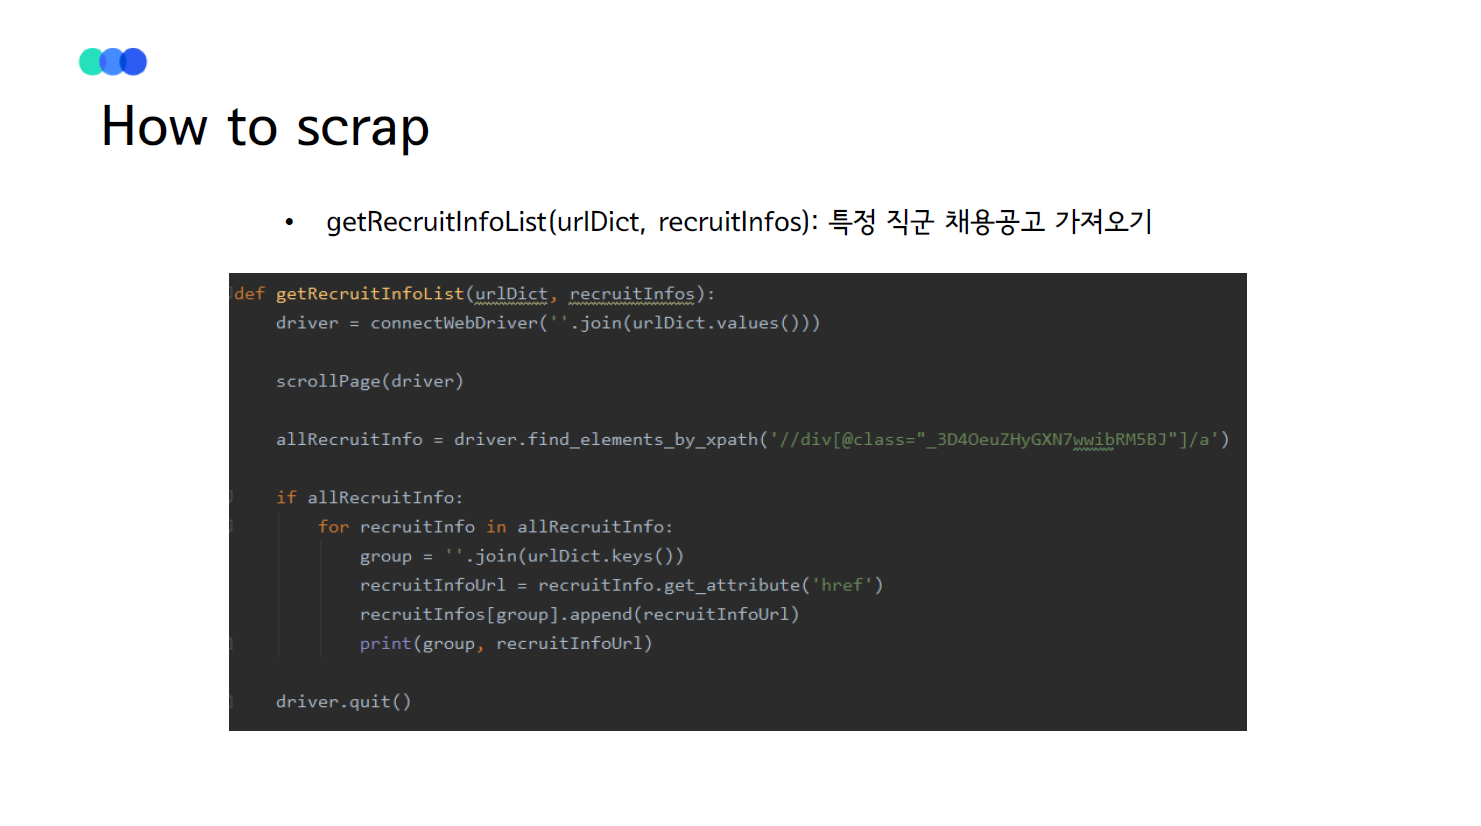 How to scrap
• getRecruitInfoList(urlDict, recruitInfos): 특정 직군 채용공고 가져오기
def getRecruitInfoList(urlDict, recruitInfos):
    driver = connectWebDriver(''.join(urlDict.values()))
    scrollPage(driver)
    allRecruitInfo = driver.find_elements_by_xpath('//div[@class="_3D4OeuZHyGXN7wwibRM5BJ"]/a')
    if allRecruitInfo:
        for recruitInfo in allRecruitInfo:
            group = ''.join(urlDict.keys())
            recruitInfoUrl = recruitInfo.get_attribute('href')
            recruitInfos[group].append(recruitInfoUrl)
            print(group, recruitInfoUrl)
    driver.quit()